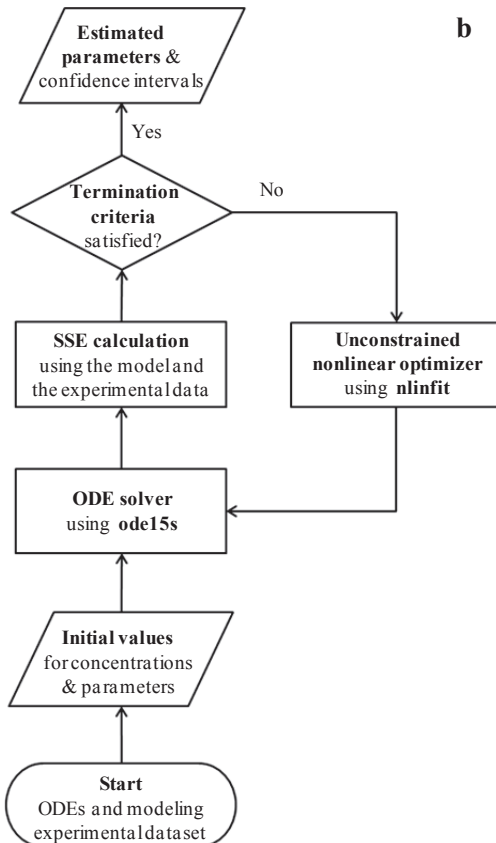 b
Estimated
parameters &
confidence intervals
Yes
No
Termination
criteria
satisfied?
SSE calculation
using the model and
the experimental data
Unconstrained
nonlinear optimizer
using nlinfit
ODE solver
using ode15s
Initial values
for concentrations
& parameters
Start
ODEs and modeling
experimental dataset